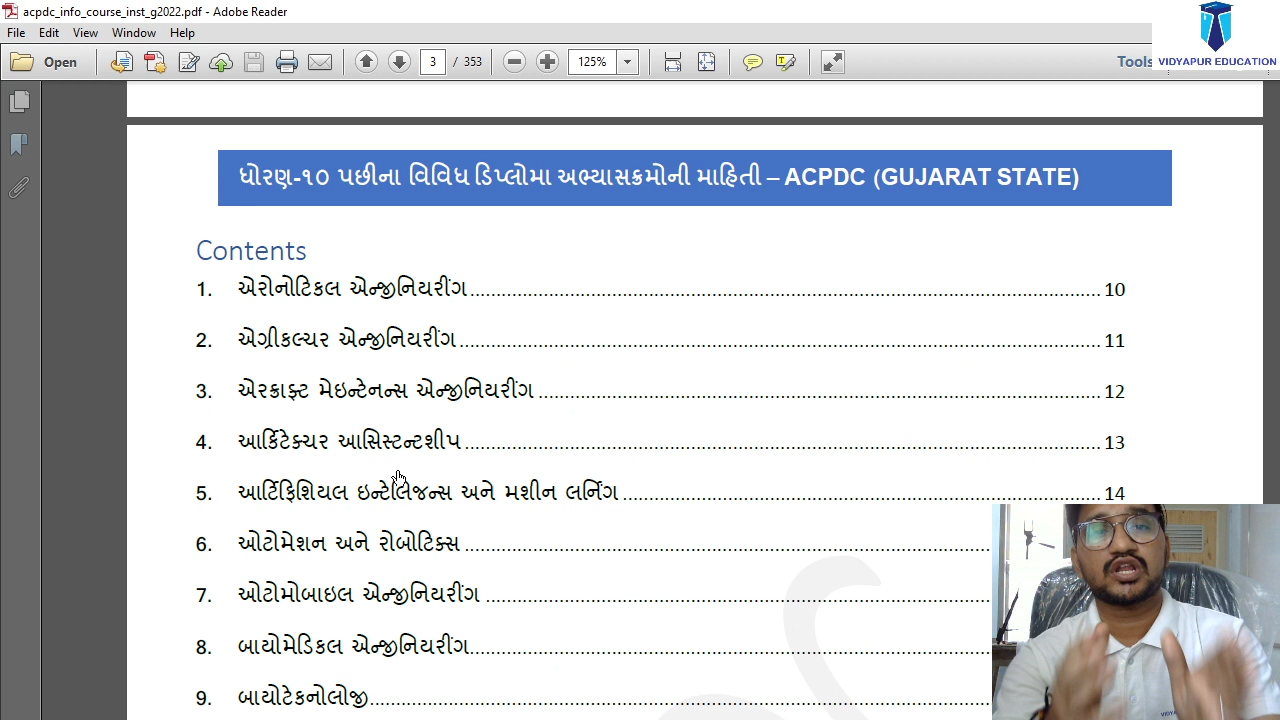 acpdc_info_course_inst_g2022.pdf - Adobe Reader
File Edit View Window Help
Open 3 / 353 125% Tools
VIDYAPUR EDUCATION
ધોરણ-૧૦ પછીના વિવિધ ડિપ્લોમા અભ્યાસક્રમોની માહિતી – ACPDC (GUJARAT STATE)
Contents
1. એરોનોટિકલ એન્જીનિયરીંગ 10
2. એગ્રીકલ્ચર એન્જીનિયરીંગ 11
3. એરક્રાફ્ટ મેઇન્ટેનન્સ એન્જીનિયરીંગ 12
4. આર્કિટેક્ચર આસિસ્ટન્ટશીપ 13
5. આર્ટિફિશિયલ ઇન્ટેલિજન્સ અને મશીન લર્નિંગ 14
6. ઓટોમેશન અને રોબોટિક્સ
7. ઓટોમોબાઇલ એન્જીનિયરીંગ
8. બાયોમેડિકલ એન્જીનિયરીંગ
9. બાયોટેકનોલોજી